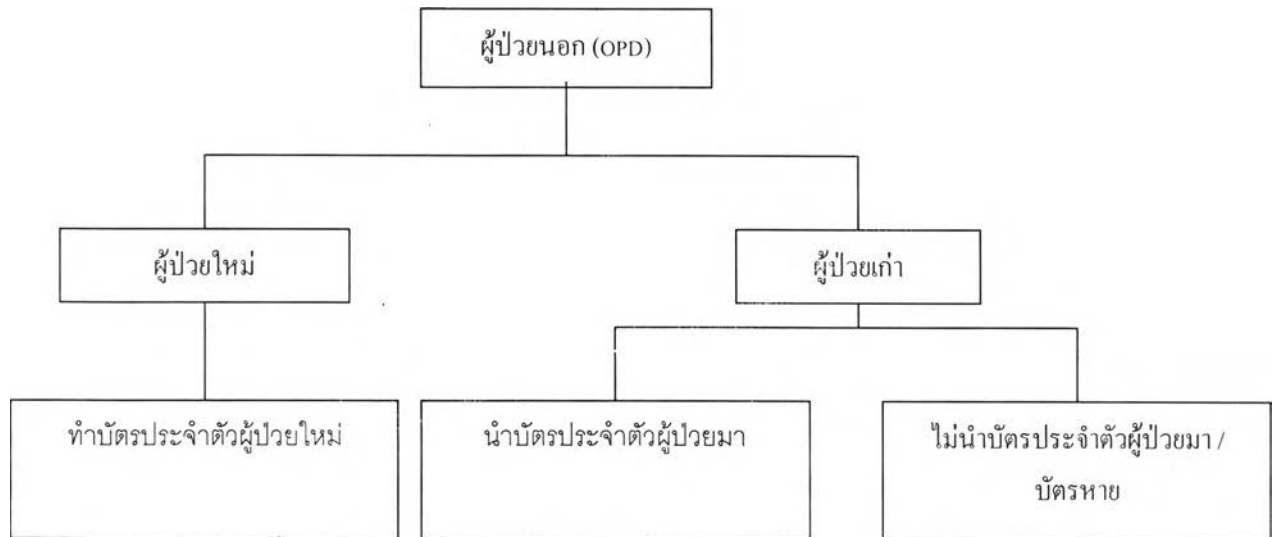 ผู้ป่วยนอก (OPD)
ผู้ป่วยใหม่
ผู้ป่วยเก่า
ทำบัตรประจำตัวผู้ป่วยใหม่
นำบัตรประจำตัวผู้ป่วยมา
ไม่นำบัตรประจำตัวผู้ป่วยมา /
บัตรหาย